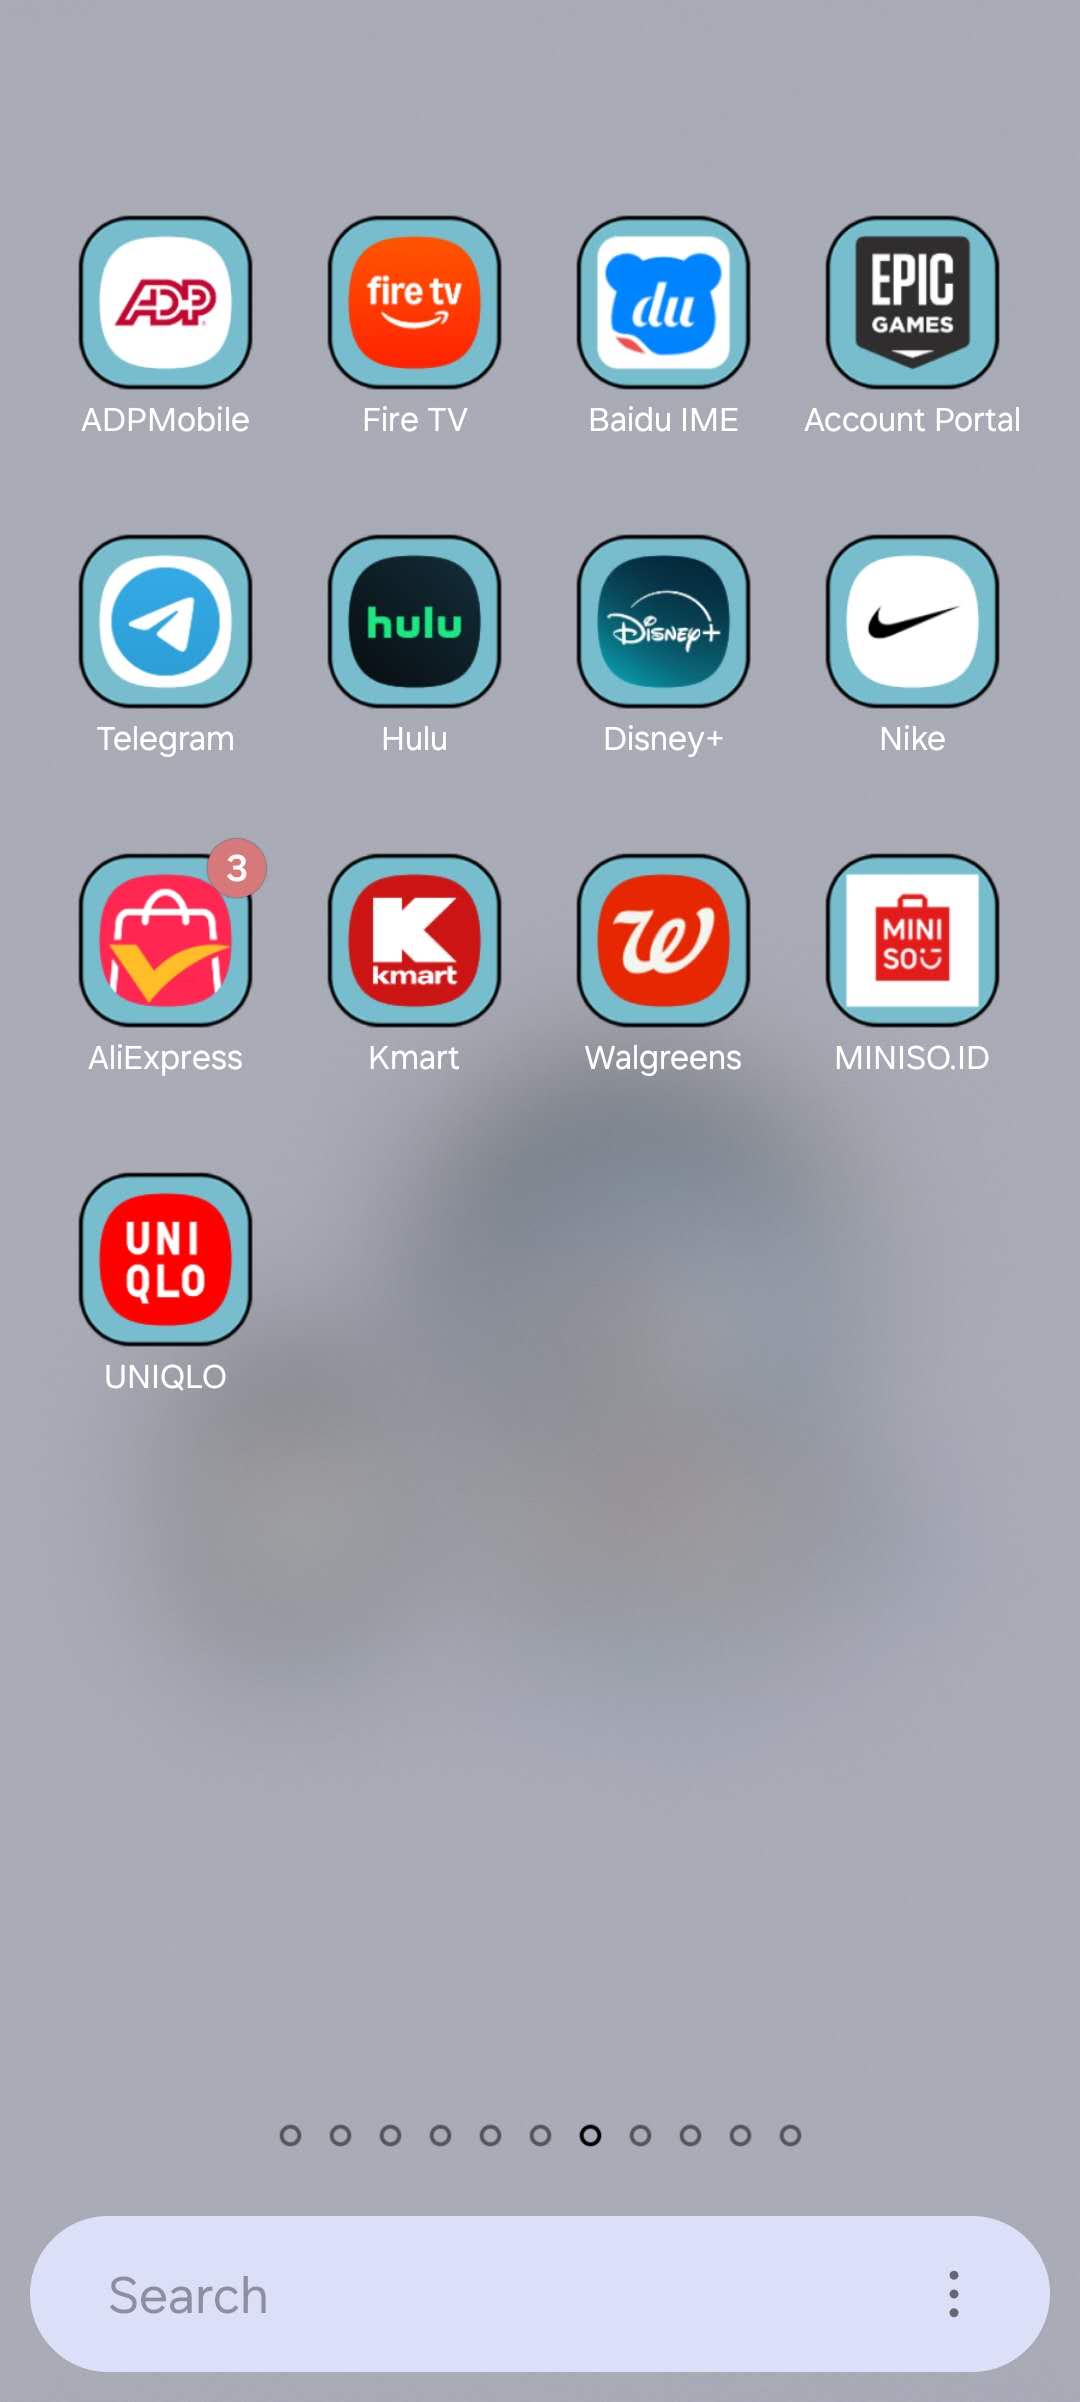 ADP
fire tv
du
EPIC
GAMES
ADPMobile
Fire TV
Baidu IME
Account Portal
hulu
Disney+
Telegram
Hulu
Disney+
Nike
3
K
kmart
W
MINI
SO
AliExpress
Kmart
Walgreens
MINISO.ID
UNI
QLO
UNIQLO
Search